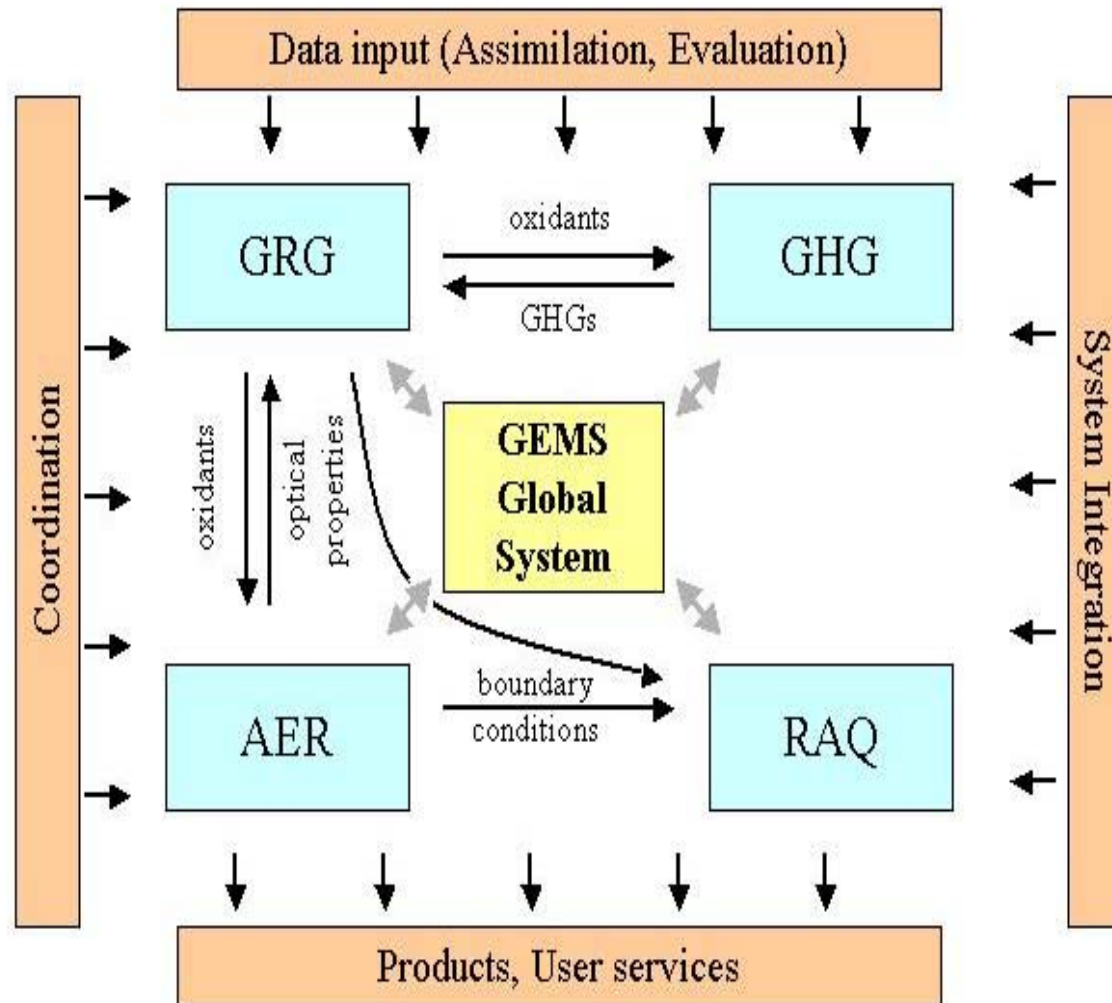 Data input (Assimilation, Evaluation)
Coordination
System Integration
GRG
oxidants
GHGs
GHG
oxidants
optical
properties
GEMS
Global
System
AER
boundary
conditions
RAQ
Products, User services